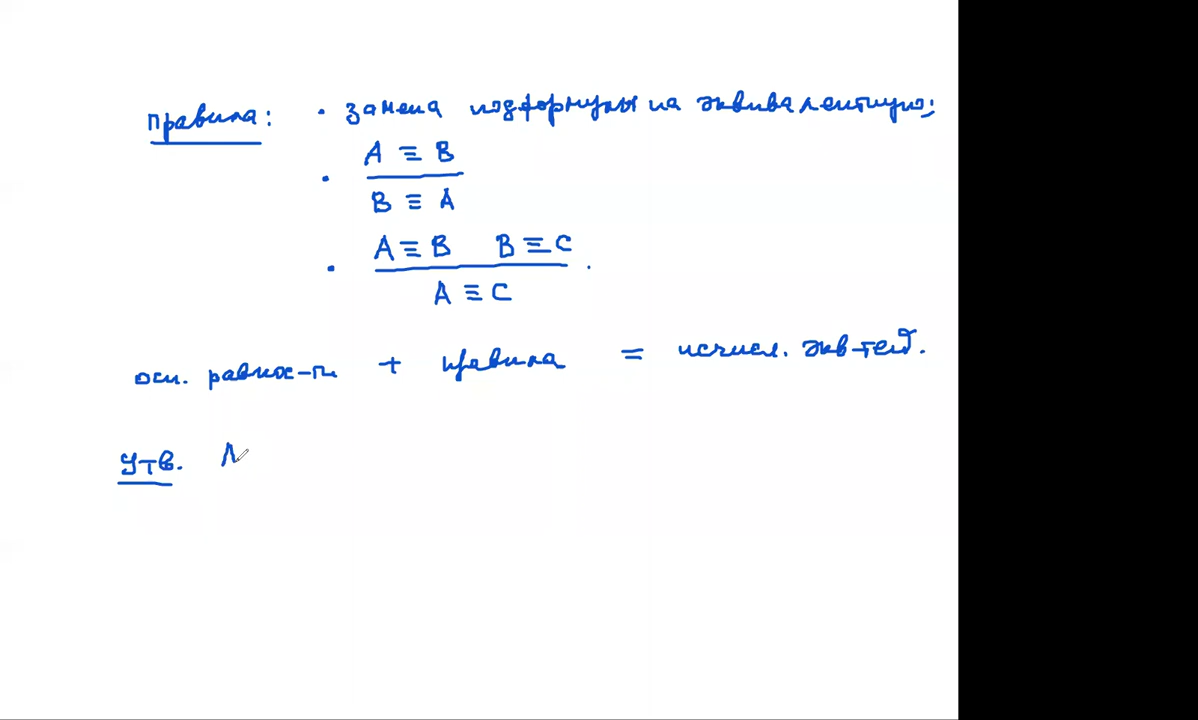 правила: • замена подформулы на эквивалентную;
• A ≡ B
B ≡ A
• A ≡ B B ≡ C .
A ≡ C
осн. равнос-ти + правила = исчисл. экв-тей.
Утв.